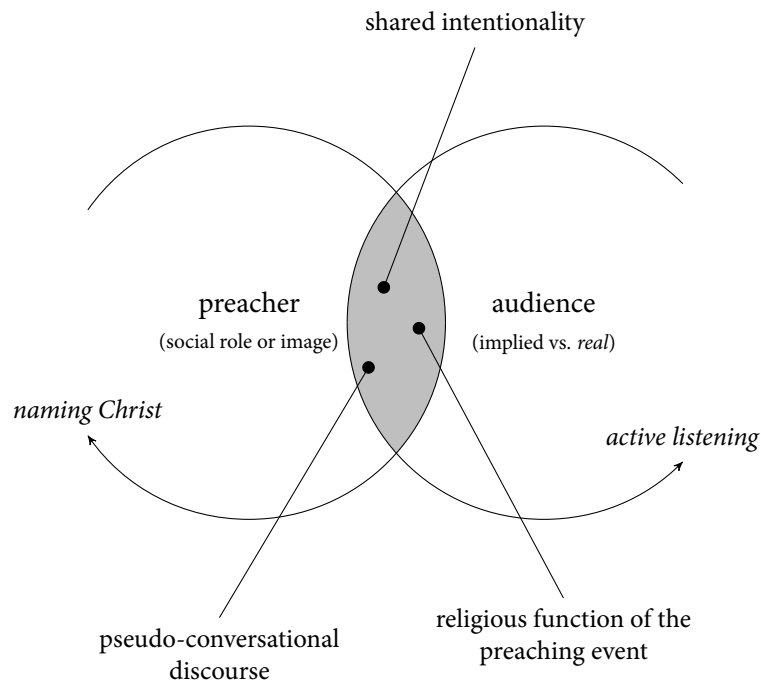 shared intentionality
preacher
(social role or image)
audience
(implied vs. real)
naming Christ
active listening
pseudo-conversational
discourse
religious function of the
preaching event